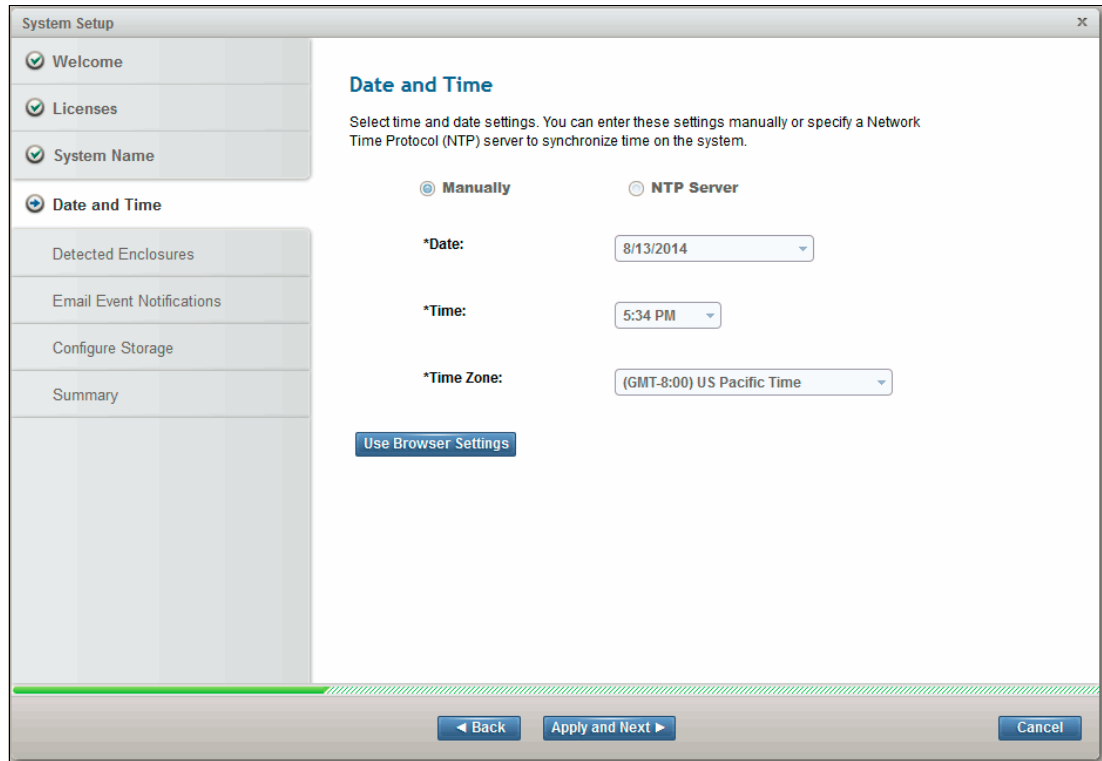 System Setup
x
Welcome
Licenses
System Name
Date and Time
Detected Enclosures
Email Event Notifications
Configure Storage
Summary
Date and Time
Select time and date settings. You can enter these settings manually or specify a Network
Time Protocol (NTP) server to synchronize time on the system.
Manually NTP Server
*Date: 8/13/2014
*Time: 5:34 PM
*Time Zone: (GMT-8:00) US Pacific Time
Use Browser Settings
◄ Back Apply and Next ► Cancel